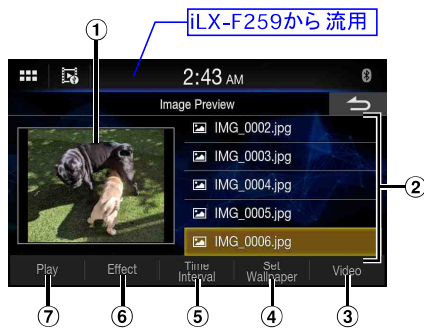 iLX-F259から 流用
①
2:43 AM
Image Preview
IMG_0002.jpg
IMG_0003.jpg
IMG_0004.jpg
②
IMG_0005.jpg
IMG_0006.jpg
Play Effect Time Interval Set Wallpaper Video
⑦ ⑥ ⑤ ④ ③